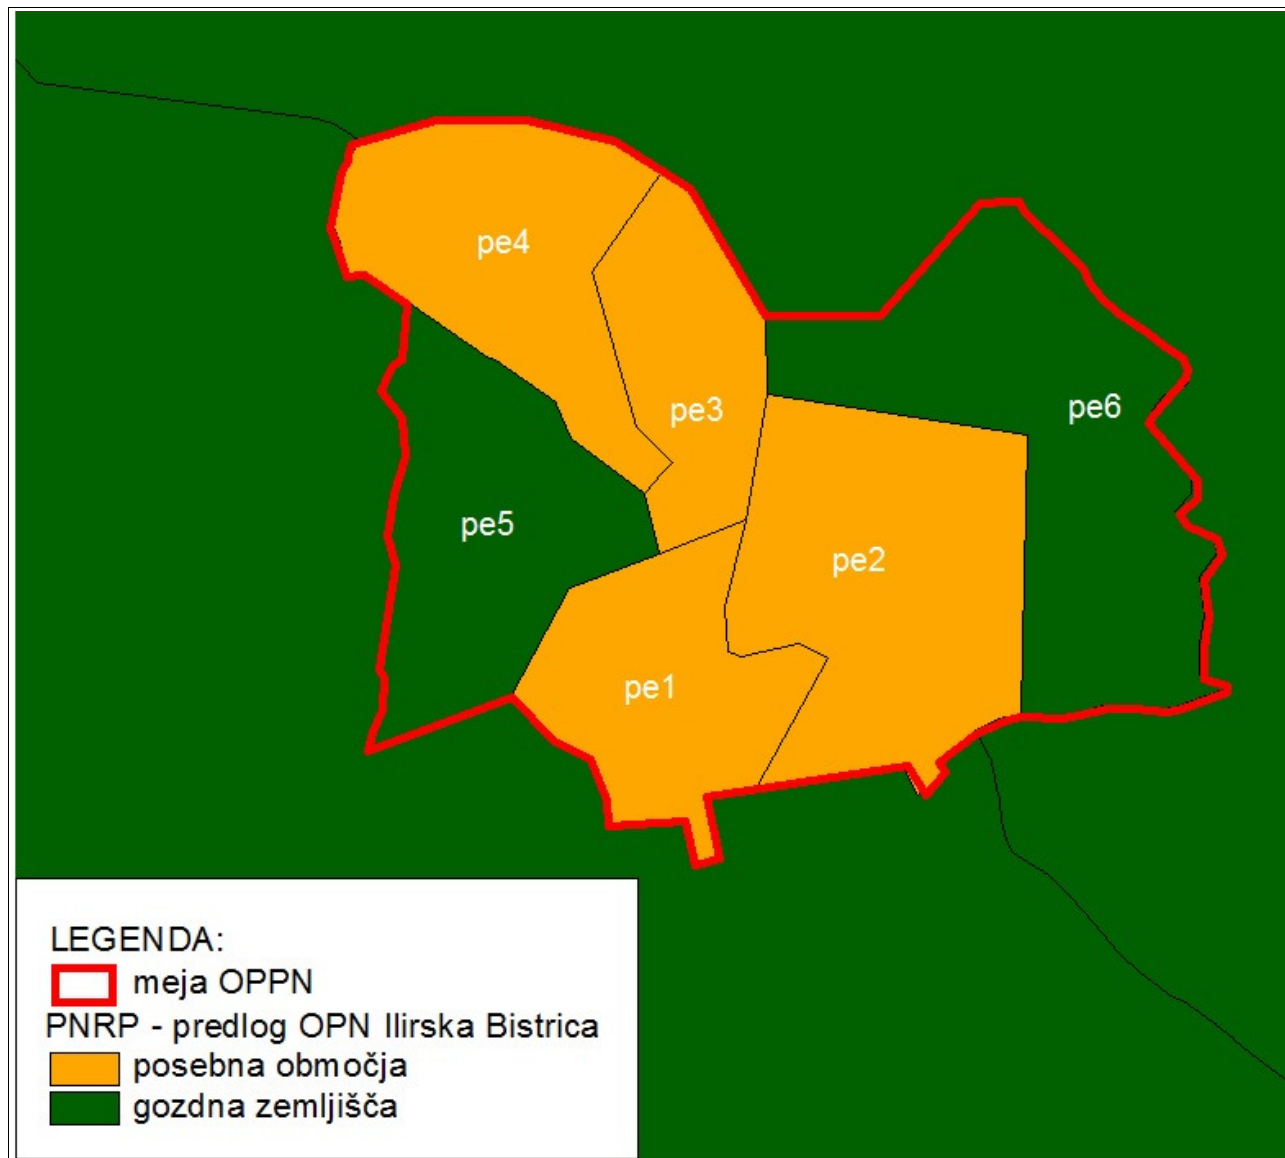 pe4
pe3
pe6
pe5
pe2
pe1
LEGENDA:
meja OPPN
PNRP - predlog OPN Ilirska Bistrica
posebna območja
gozdna zemljišča